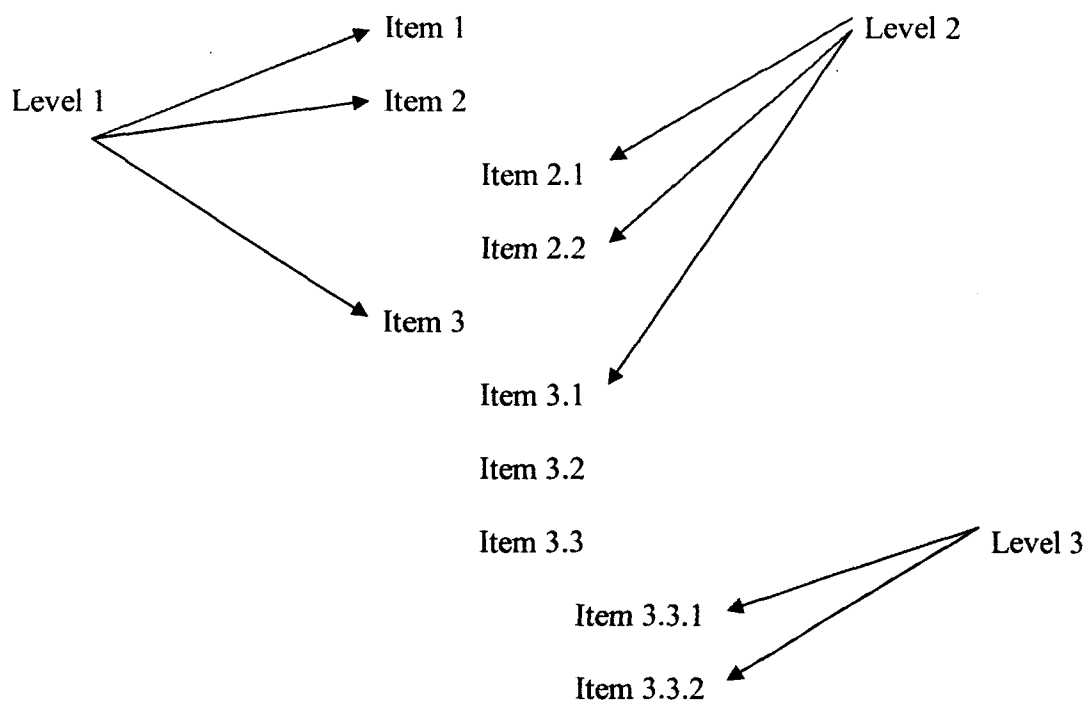 Item 1
Level 2
Level 1
Item 2
Item 2.1
Item 2.2
Item 3
Item 3.1
Item 3.2
Item 3.3
Level 3
Item 3.3.1
Item 3.3.2